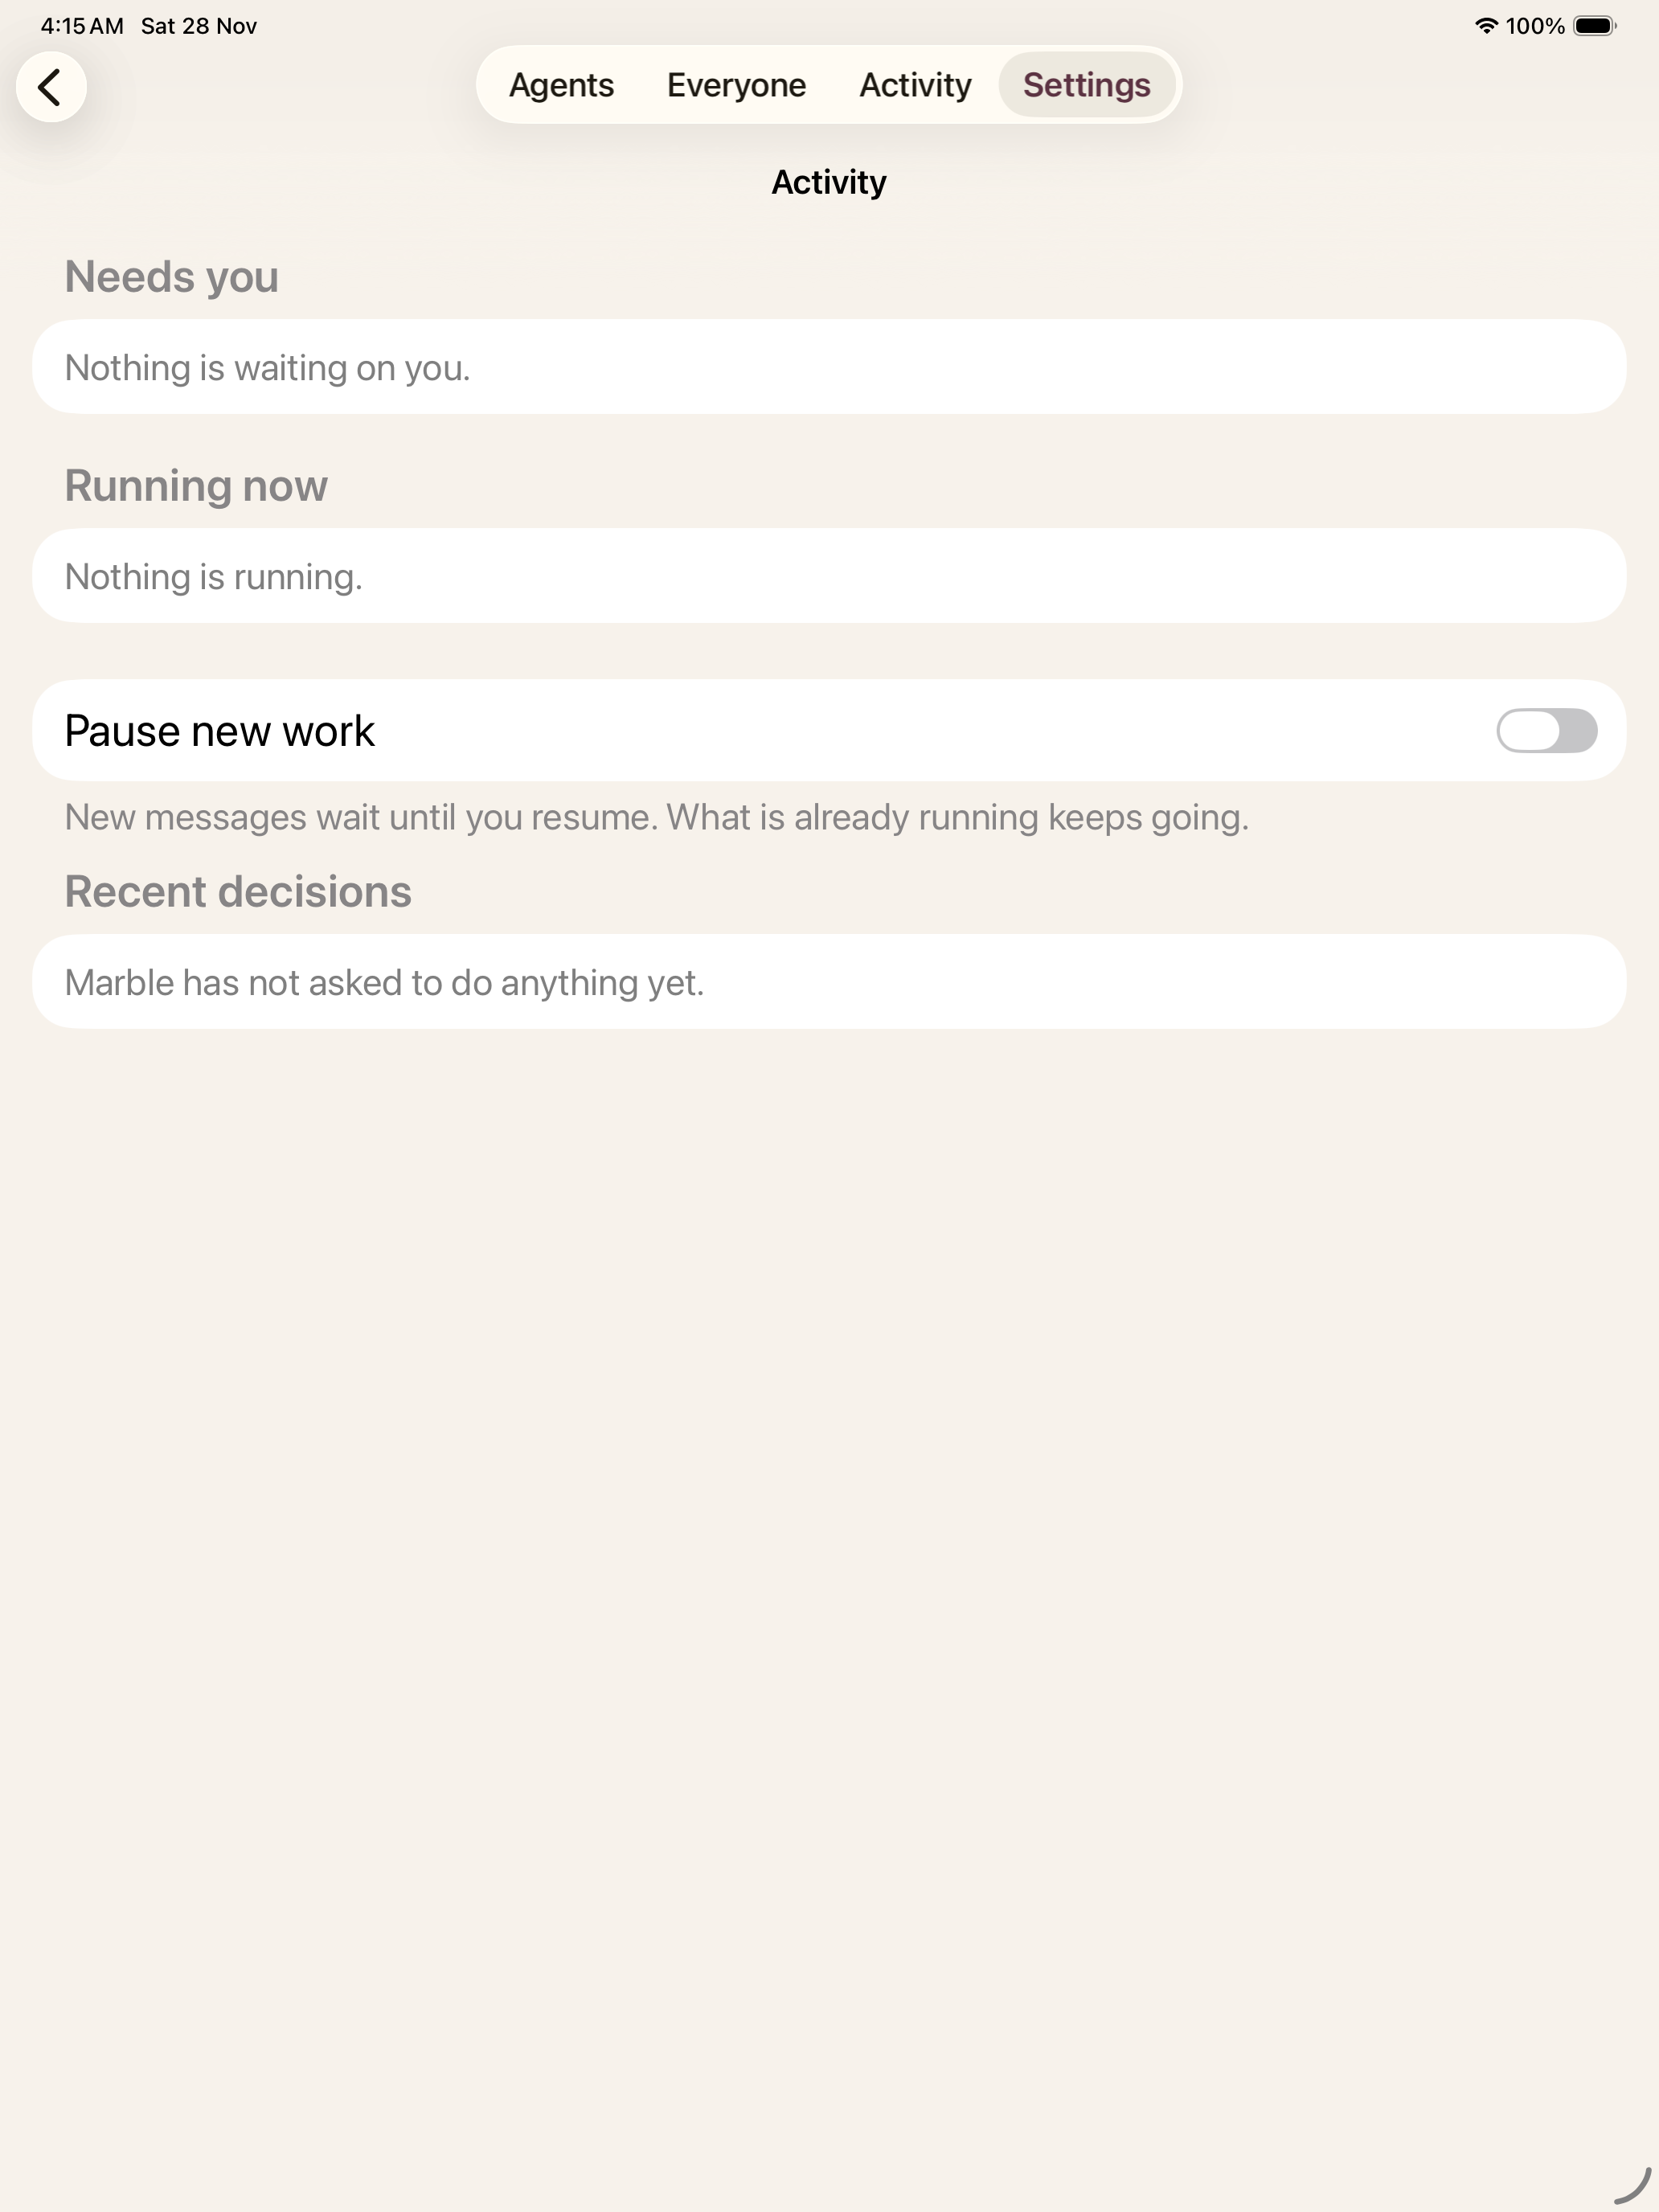 4:15 AM Sat 28 Nov
100%
Agents Everyone Activity Settings
Activity
Needs you
Nothing is waiting on you.
Running now
Nothing is running.
Pause new work
New messages wait until you resume. What is already running keeps going.
Recent decisions
Marble has not asked to do anything yet.